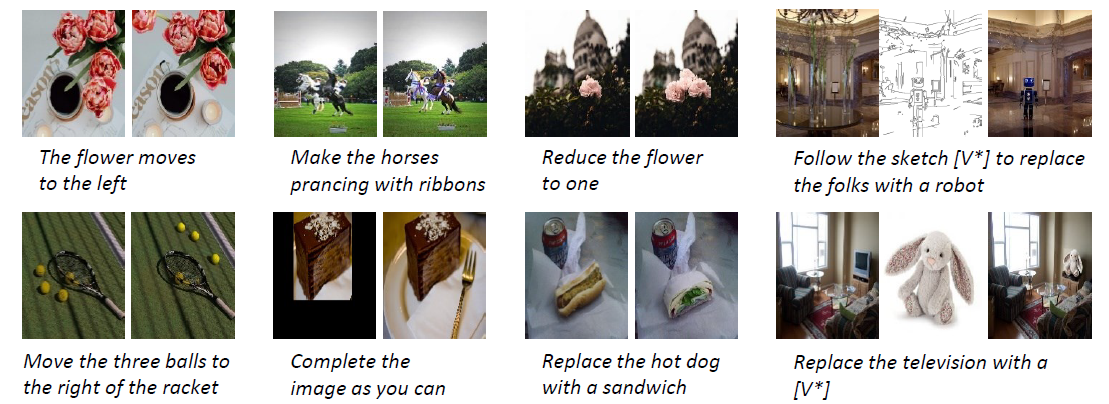 The flower moves
to the left
Make the horses
prancing with ribbons
Reduce the flower
to one
Follow the sketch [V*] to replace
the folks with a robot
Move the three balls to
the right of the racket
Complete the
image as you can
Replace the hot dog
with a sandwich
Replace the television with a
[V*]